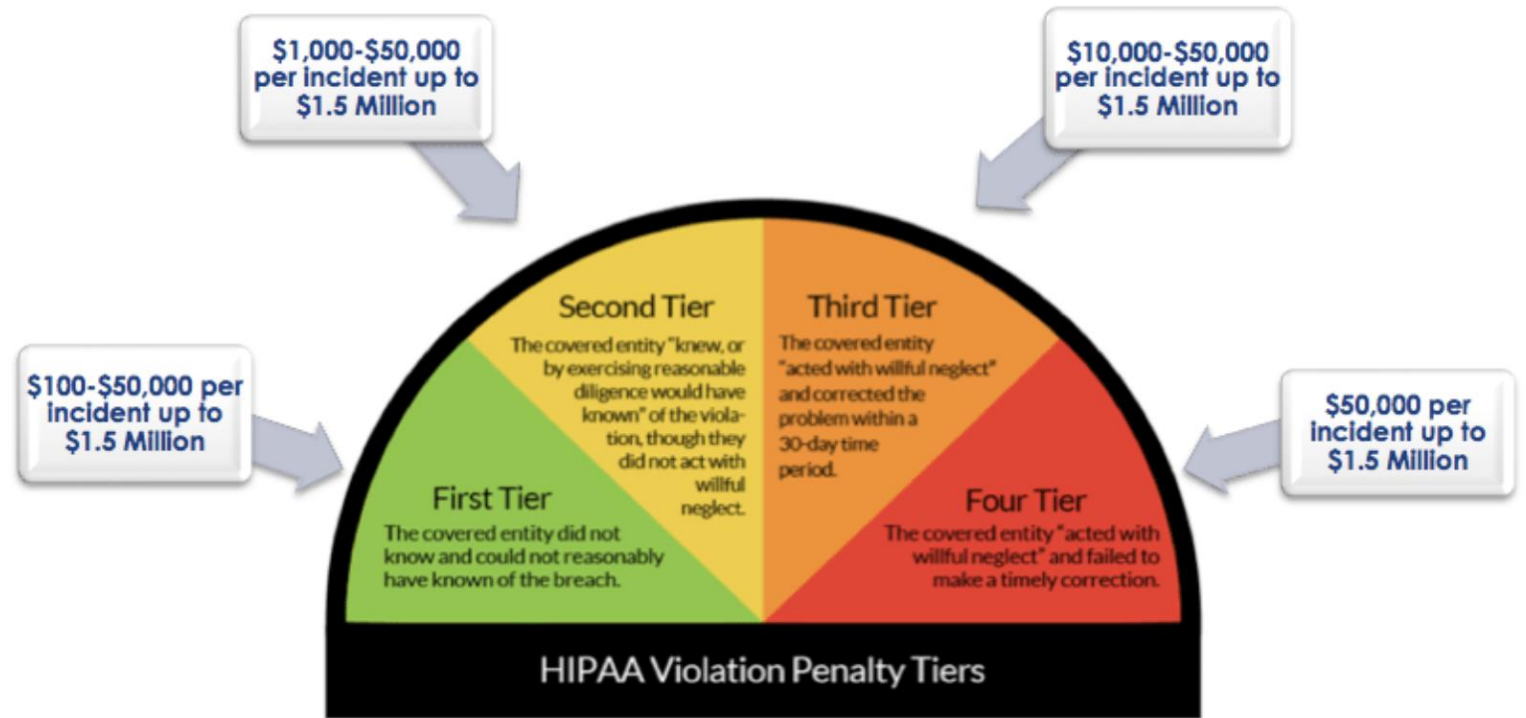 $1,000-$50,000
per incident up to
$1.5 Million
$10,000-$50,000
per incident up to
$1.5 Million
$100-$50,000 per
incident up to
$1.5 Million
$50,000 per
incident up to
$1.5 Million
Second Tier
The covered entity "knew, or
by exercising reasonable
diligence would have
known" of the viola-
tion, though they
did not act with
willful
neglect.
Third Tier
The covered entity
"acted with willful neglect"
and corrected the
problem within a
30-day time
period.
First Tier
The covered entity did not
know and could not reasonably
have known of the breach.
Four Tier
The covered entity "acted with
willful neglect" and failed to
make a timely correction.
HIPAA Violation Penalty Tiers